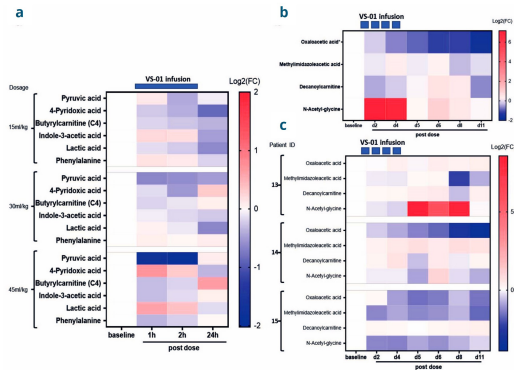 a
VS-01 infusion
Dosage
Log2(FC)
15ml/kg
Pyruvic acid
4-Pyridoxic acid
Butyrylcarnitine (C4)
Indole-3-acetic acid
Lactic acid
Phenylalanine
30ml/kg
Pyruvic acid
4-Pyridoxic acid
Butyrylcarnitine (C4)
Indole-3-acetic acid
Lactic acid
Phenylalanine
45ml/kg
Pyruvic acid
4-Pyridoxic acid
Butyrylcarnitine (C4)
Indole-3-acetic acid
Lactic acid
Phenylalanine
2
1
0
-1
-2
baseline 1h 2h 24h
post dose
b
VS-01 infusion
Log2(FC)
Oxaloacetic acid*
Methylimidazoleacetic acid
Decanoylcarnitine
N-Acetyl-glycine
6
4
2
0
-2
baseline d2 d4 d5 d6 d8 d11
post dose
c
VS-01 infusion
Patient ID
Log2(FC)
13
Oxaloacetic acid
Methylimidazoleacetic acid
Decanoylcarnitine
N-Acetyl-glycine
14
Oxaloacetic acid
Methylimidazoleacetic acid
Decanoylcarnitine
N-Acetyl-glycine
15
Oxaloacetic acid
Methylimidazoleacetic acid
Decanoylcarnitine
N-Acetyl-glycine
5
0
baseline d2 d4 d5 d6 d8 d11
post dose